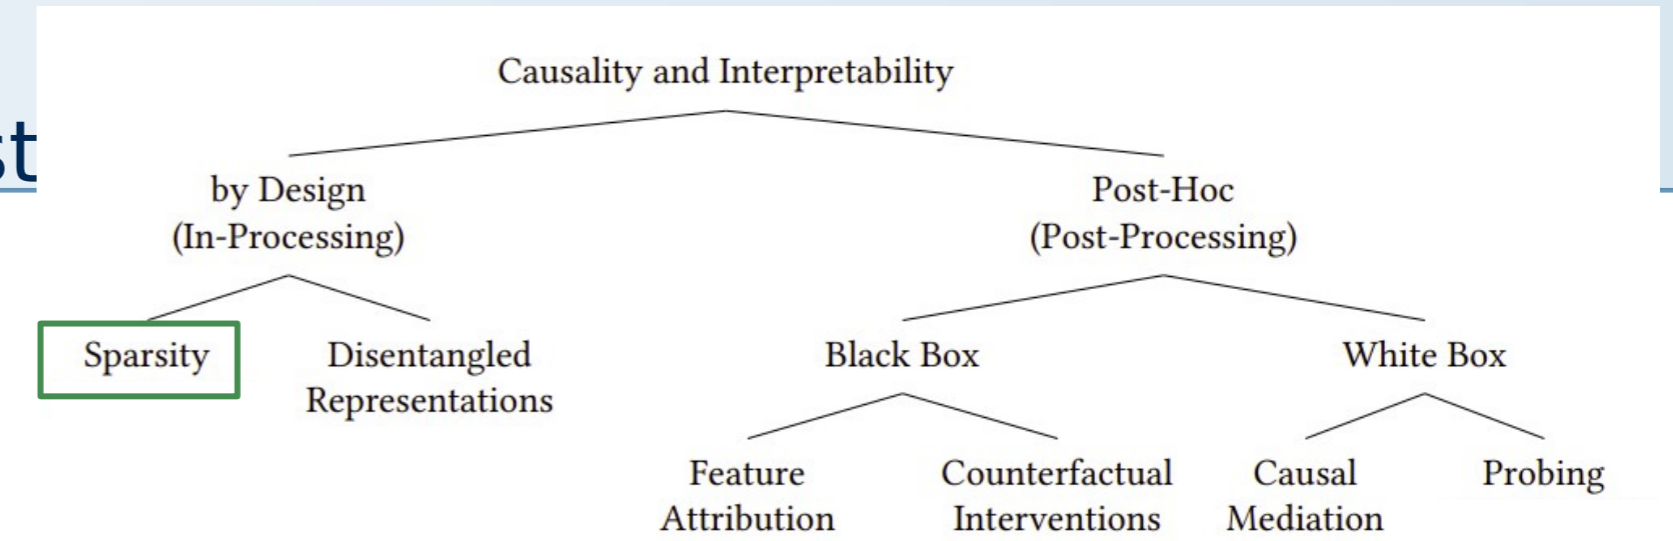 Causality and Interpretability
st
by Design
(In-Processing)
Post-Hoc
(Post-Processing)
Sparsity
Disentangled
Representations
Black Box
White Box
Feature
Attribution
Counterfactual
Interventions
Causal
Mediation
Probing